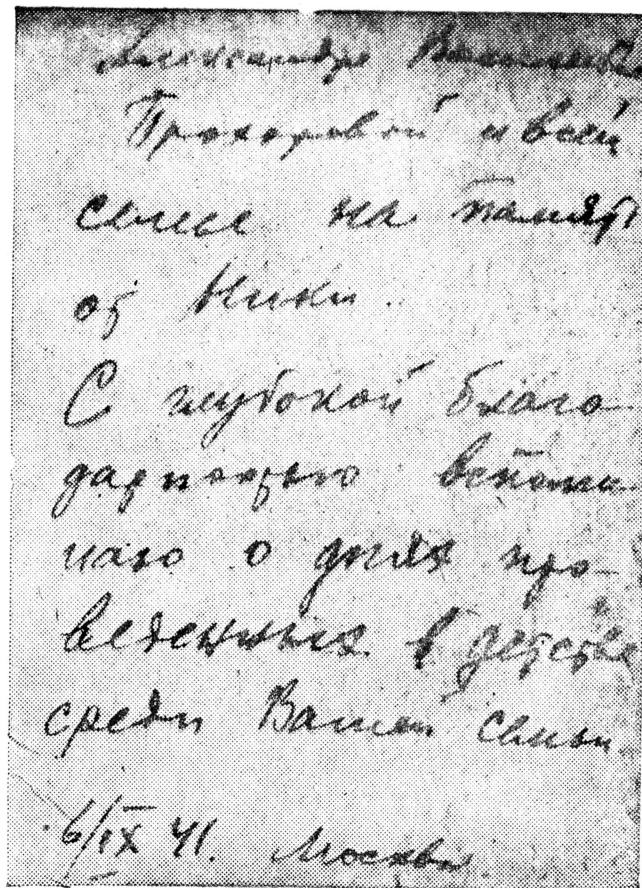 Александре Васильевне
Прохоровой и всей
семье на память
от Ники.
С глубокой благо-
дарностью вспоми-
наю о днях про-
веденных в детстве
среди Вашей семьи
6/IX 41. Москва